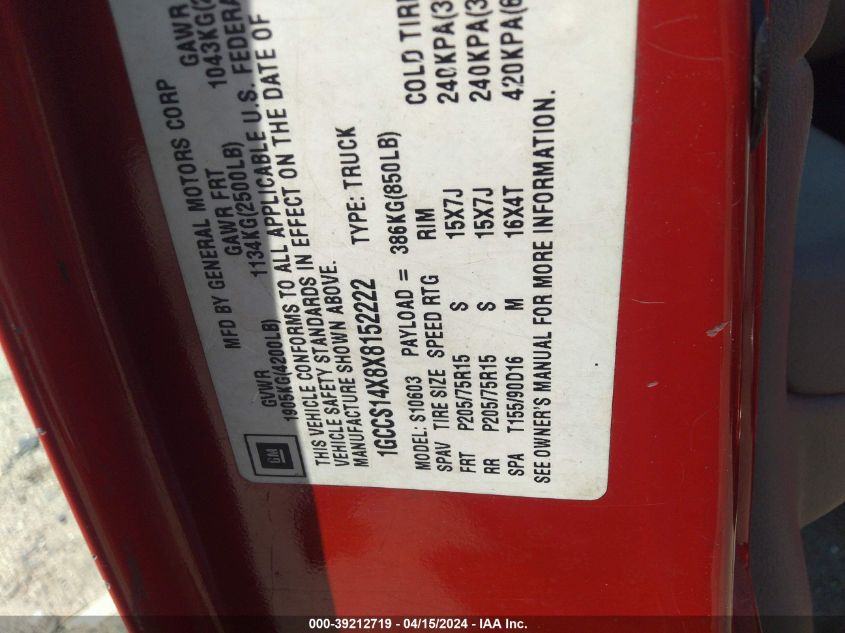 MFD BY GENERAL MOTORS CORP
GVWR GAWR FRT GAWR
1905KG(4200LB) 1134KG(2500LB) 1043KG(2
THIS VEHICLE CONFORMS TO ALL APPLICABLE U.S. FEDERA
VEHICLE SAFETY STANDARDS IN EFFECT ON THE DATE OF
MANUFACTURE SHOWN ABOVE.
GM
1GCCS14X8X8152222 TYPE: TRUCK
MODEL: S10603 PAYLOAD = 386KG(850LB)
SPAV TIRE SIZE SPEED RTG RIM COLD TIRE
FRT P205/75R15 S 15X7J 240KPA(3
RR P205/75R15 S 15X7J 240KPA(3
SPA T155/90D16 M 16X4T 420KPA(6
SEE OWNER'S MANUAL FOR MORE INFORMATION.
000-39212719 - 04/15/2024 - IAA Inc.